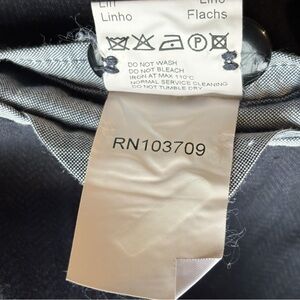 Lin Lino
Linho Flachs
DO NOT WASH
DO NOT BLEACH
IRON AT MAX 110°C
NORMAL SERVICE CLEANING
DO NOT TUMBLE DRY
RN103709